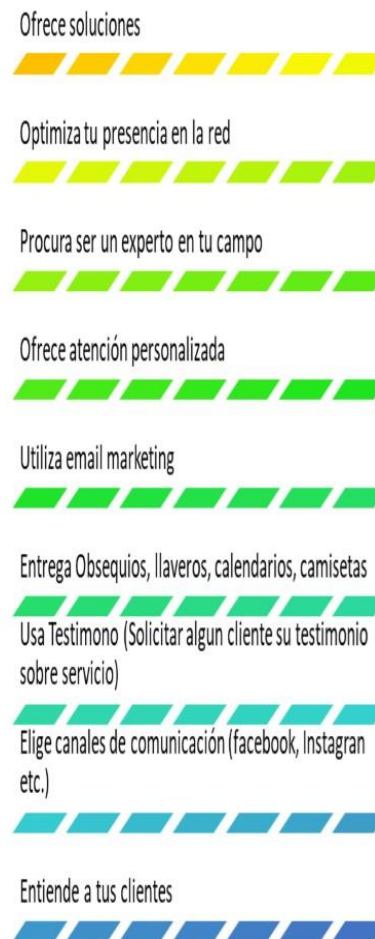 Ofrece soluciones
Optimiza tu presencia en la red
Procura ser un experto en tu campo
Ofrece atención personalizada
Utiliza email marketing
Entrega Obsequios, llaveros, calendarios, camisetas
Usa Testimono (Solicitar algun cliente su testimonio
sobre servicio)
Elige canales de comunicación (facebook, Instagran
etc.)
Entiende a tus clientes